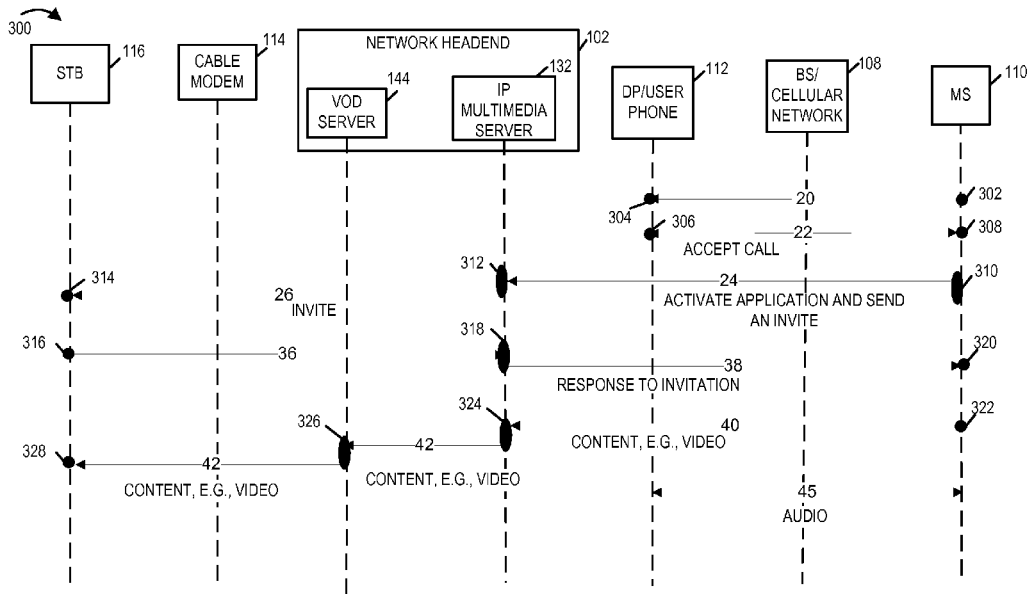 300
116
STB
114
CABLE
MODEM
NETWORK HEADEND
102
144
VOD
SERVER
132
IP
MULTIMEDIA
SERVER
112
DP/USER
PHONE
108
BS/
CELLULAR
NETWORK
110
MS
20
302
304
306
22
308
ACCEPT CALL
312
24
310
ACTIVATE APPLICATION AND SEND
AN INVITE
314
26
INVITE
316
36
318
38
320
RESPONSE TO INVITATION
322
324
40
CONTENT, E.G., VIDEO
326
42
CONTENT, E.G., VIDEO
328
42
CONTENT, E.G., VIDEO
45
AUDIO